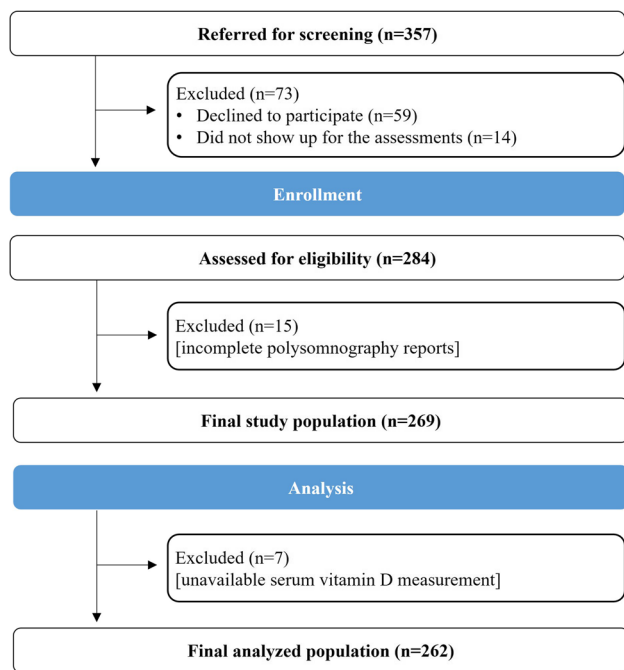 Referred for screening (n=357)
Excluded (n=73)
• Declined to participate (n=59)
• Did not show up for the assessments (n=14)
Enrollment
Assessed for eligibility (n=284)
Excluded (n=15)
[incomplete polysomnography reports]
Final study population (n=269)
Analysis
Excluded (n=7)
[unavailable serum vitamin D measurement]
Final analyzed population (n=262)